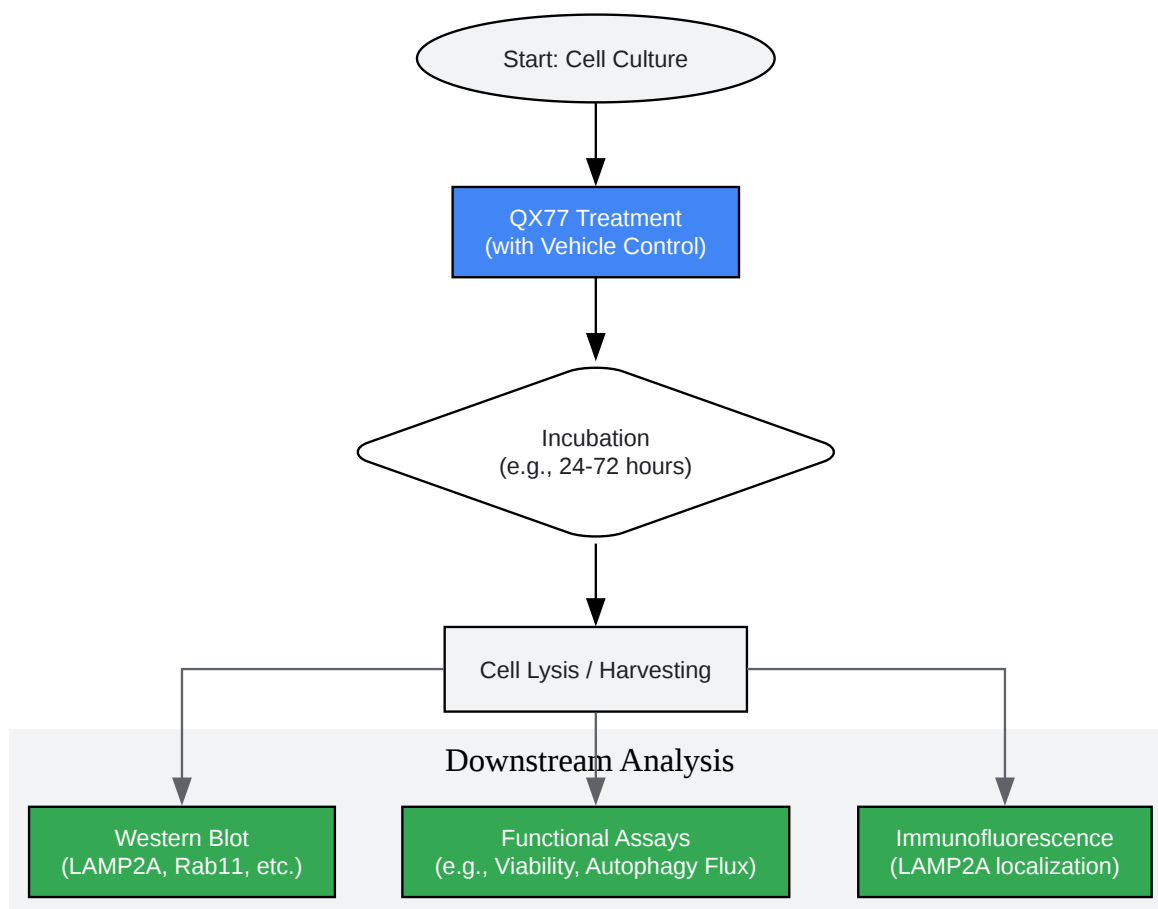 Start: Cell Culture
QX77 Treatment
(with Vehicle Control)
Incubation
(e.g., 24-72 hours)
Cell Lysis / Harvesting
Downstream Analysis
Western Blot
(LAMP2A, Rab11, etc.)
Functional Assays
(e.g., Viability, Autophagy Flux)
Immunofluorescence
(LAMP2A localization)